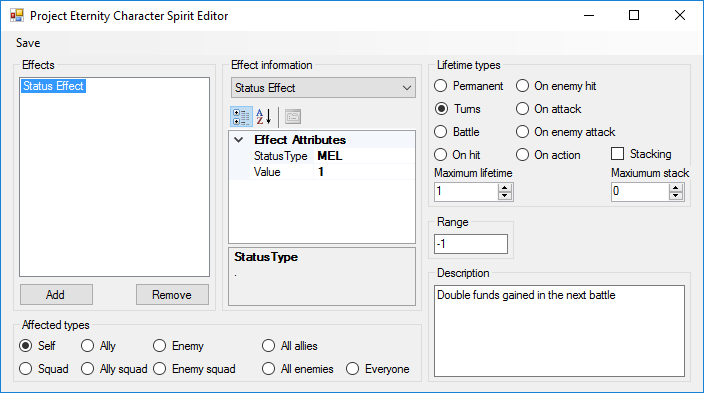 Project Eternity Character Spirit Editor
Save
Effects
Status Effect
Add
Remove
Effect information
Status Effect
A
Z
Effect Attributes
StatusType MEL
Value 1
StatusType
.
Lifetime types
Permanent On enemy hit
Turns On attack
Battle On enemy attack
On hit On action Stacking
Maximum lifetime Maxiumum stack
1 0
Range
-1
Description
Double funds gained in the next battle
Affected types
Self Ally Enemy All allies
Squad Ally squad Enemy squad All enemies Everyone